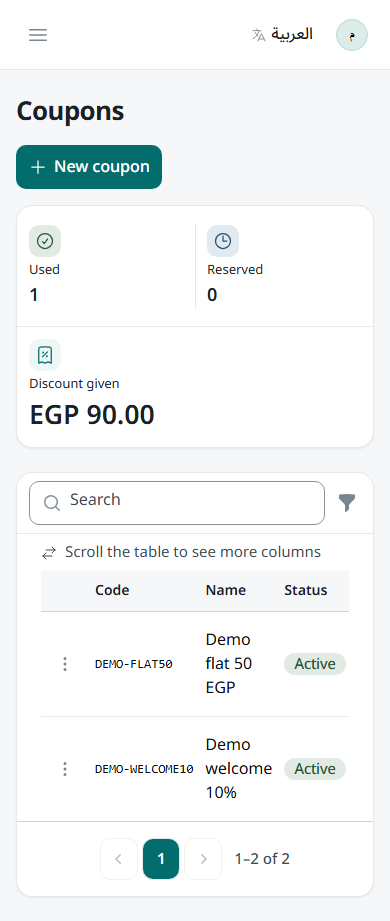 العربية
م
Coupons
New coupon
Used
1
Reserved
0
Discount given
EGP 90.00
Search
Scroll the table to see more columns
Code Name Status
DEMO-FLAT50 Demo flat 50 EGP Active
DEMO-WELCOME10 Demo welcome 10% Active
1 1–2 of 2